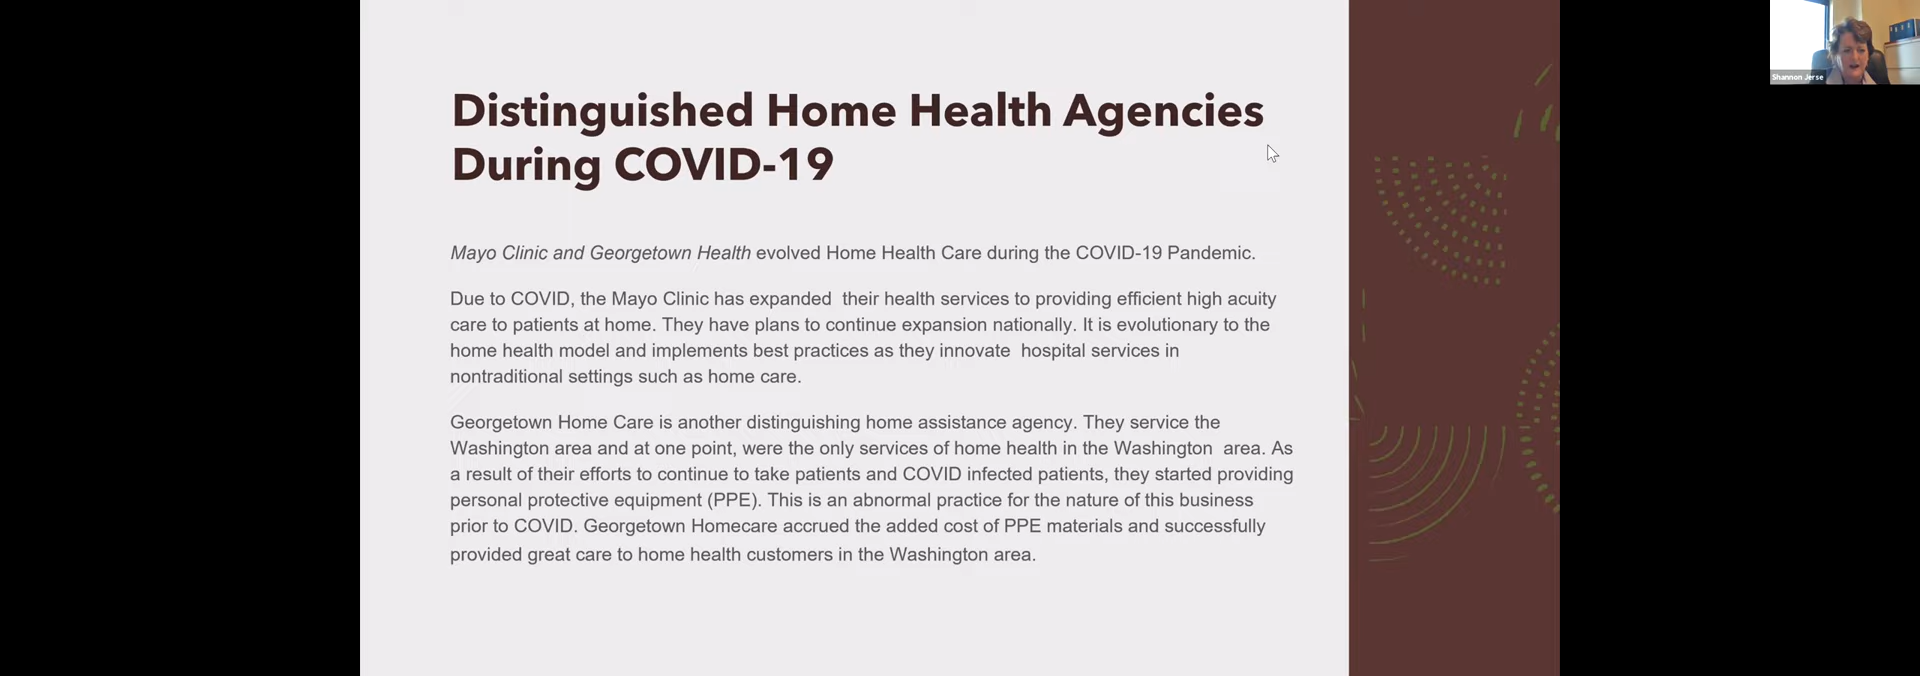 Distinguished Home Health Agencies
During COVID-19
Mayo Clinic and Georgetown Health evolved Home Health Care during the COVID-19 Pandemic.
Due to COVID, the Mayo Clinic has expanded  their health services to providing efficient high acuity
care to patients at home. They have plans to continue expansion nationally. It is evolutionary to the
home health model and implements best practices as they innovate  hospital services in
nontraditional settings such as home care.
Georgetown Home Care is another distinguishing home assistance agency. They service the
Washington area and at one point, were the only services of home health in the Washington  area. As
a result of their efforts to continue to take patients and COVID infected patients, they started providing
personal protective equipment (PPE). This is an abnormal practice for the nature of this business
prior to COVID. Georgetown Homecare accrued the added cost of PPE materials and successfully
provided great care to home health customers in the Washington area.
Shannon Jerse